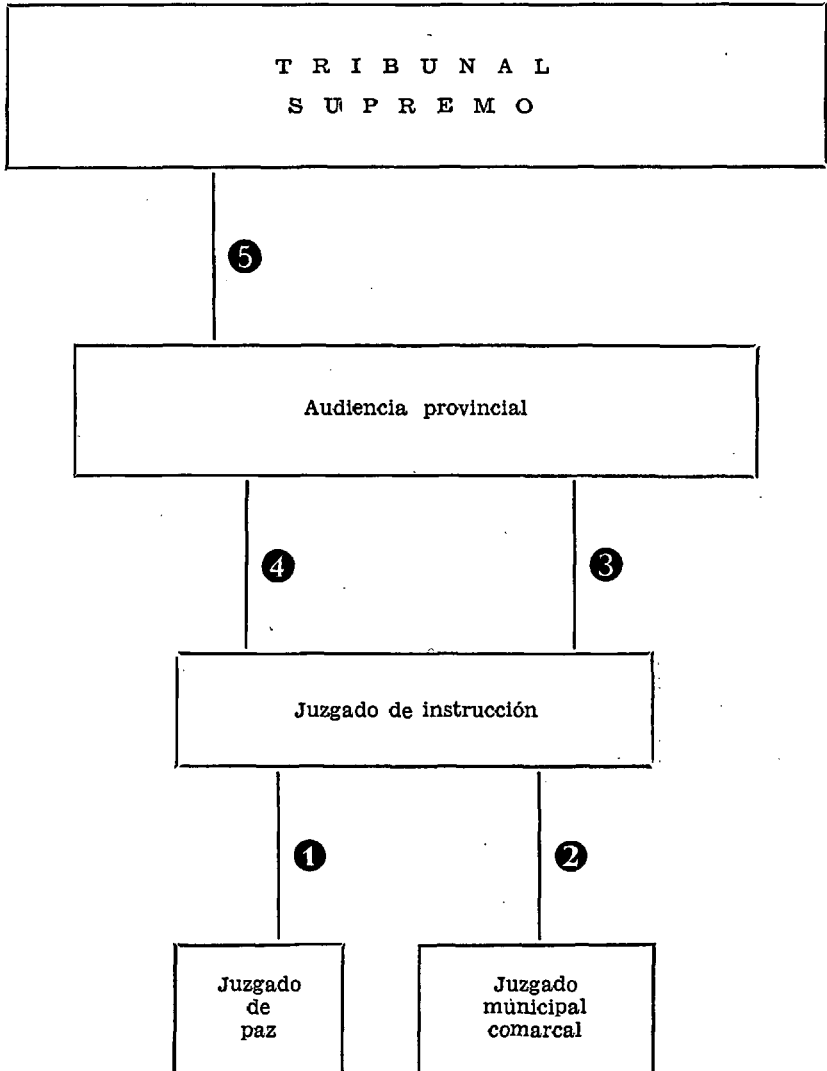 TRIBUNAL
SUPREMO
5
Audiencia provincial
4
3
Juzgado de instrucción
1
2
Juzgado
de
paz
Juzgado
municipal
comarcal